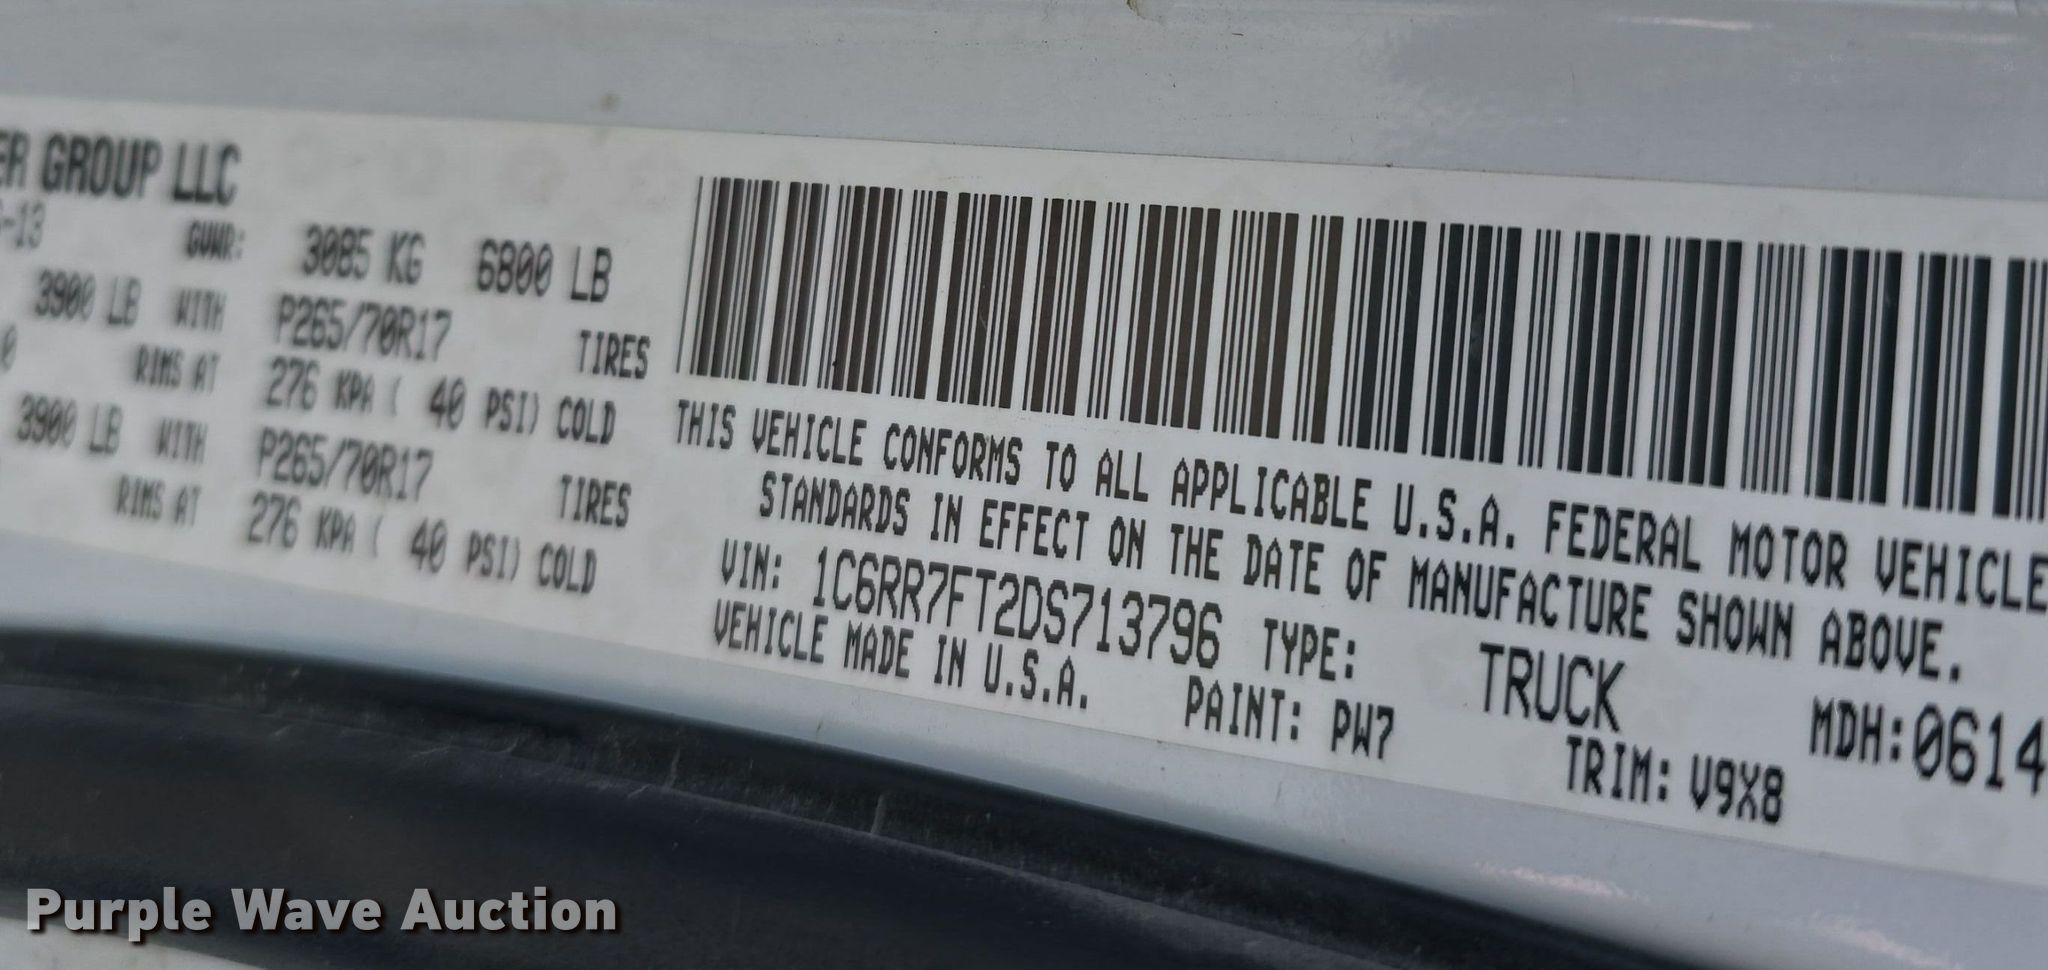 ER GROUP LLC
-13 GVWR: 3085 KG 6800 LB
3900 LB WITH P265/70R17 TIRES
0 RIMS AT 276 KPA ( 40 PSI) COLD
3900 LB WITH P265/70R17 TIRES
RIMS AT 276 KPA ( 40 PSI) COLD
THIS VEHICLE CONFORMS TO ALL APPLICABLE U.S.A. FEDERAL MOTOR VEHICLE
STANDARDS IN EFFECT ON THE DATE OF MANUFACTURE SHOWN ABOVE.
VIN: 1C6RR7FT2DS713796 TYPE: TRUCK MDH:0614
VEHICLE MADE IN U.S.A. PAINT: PW7 TRIM: V9X8
Purple Wave Auction